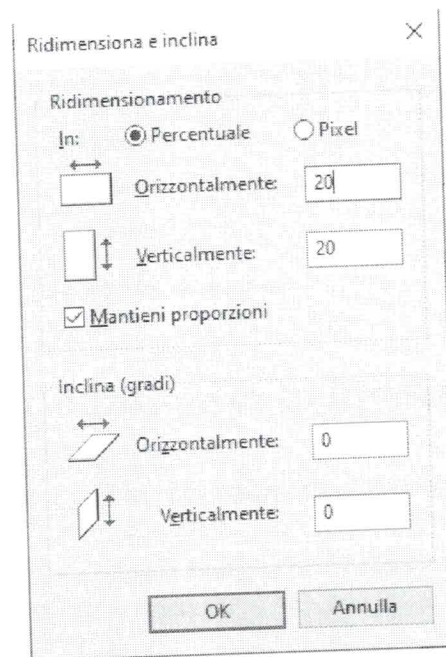 Ridimensiona e inclina
Ridimensionamento
In: Percentuale Pixel
Orizzontalmente: 20
Verticalmente: 20
Mantieni proporzioni
Inclina (gradi)
Orizzontalmente: 0
Verticalmente: 0
OK Annulla